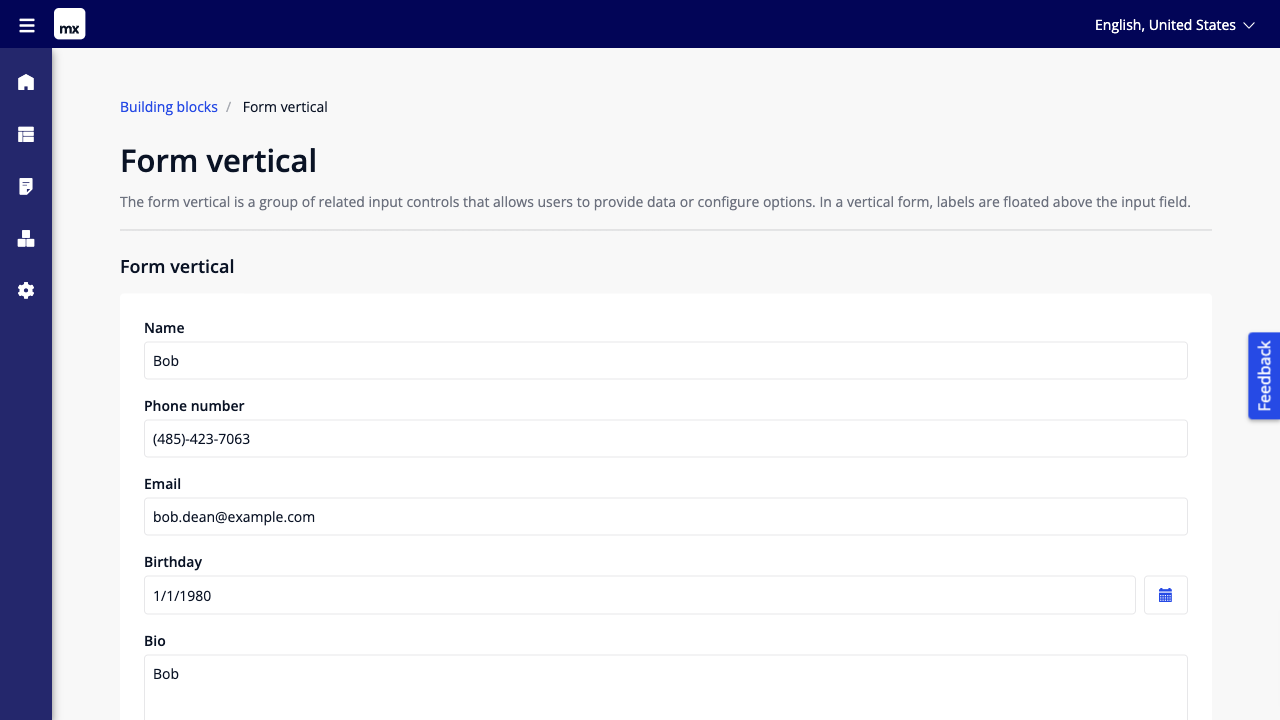 mx
English, United States
Building blocks / Form vertical
Form vertical
The form vertical is a group of related input controls that allows users to provide data or configure options. In a vertical form, labels are floated above the input field.
Form vertical
Name
Bob
Phone number
(485)-423-7063
Email
bob.dean@example.com
Birthday
1/1/1980
Bio
Bob
Feedback